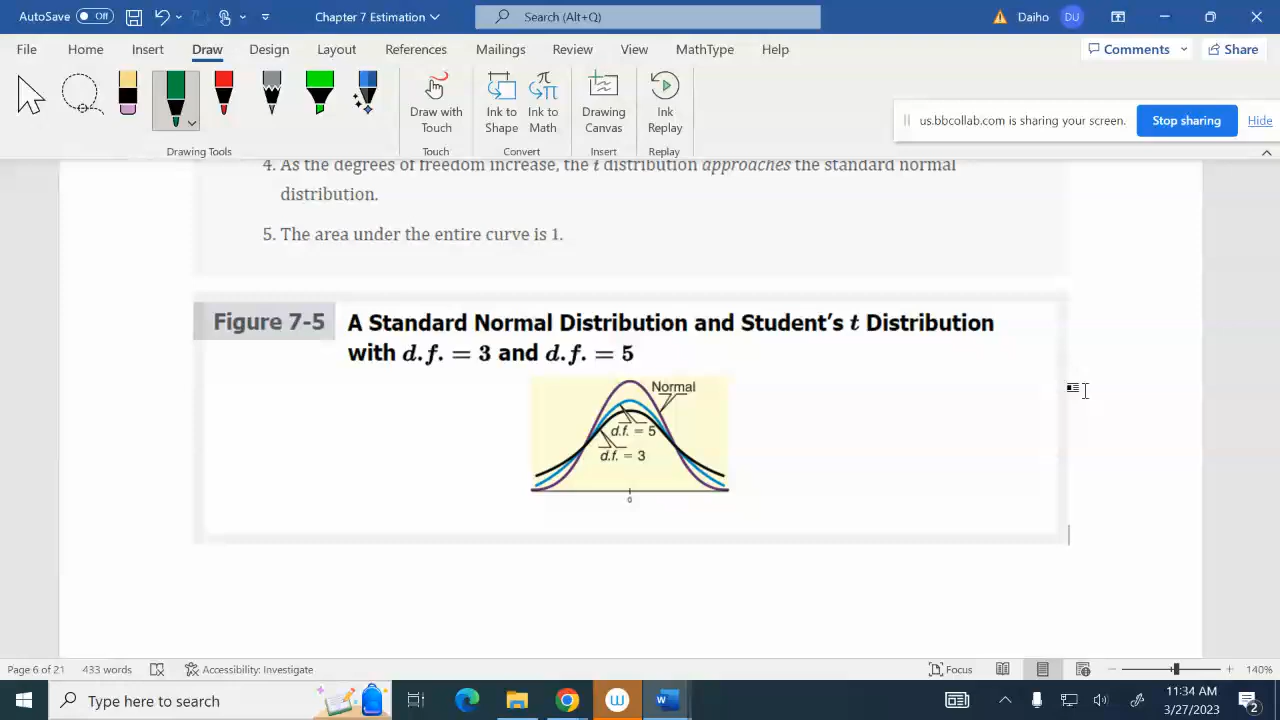 AutoSave Off Chapter 7 Estimation Search (Alt+Q) Daiho DU
File Home Insert Draw Design Layout References Mailings Review View MathType Help Comments Share
Draw with Touch
Ink to Shape
Ink to Math
Drawing Canvas
Ink Replay
Touch Convert Insert Replay
Drawing Tools
us.bbcollab.com is sharing your screen. Stop sharing Hide
4. As the degrees of freedom increase, the t distribution approaches the standard normal
distribution.
5. The area under the entire curve is 1.
Figure 7-5 A Standard Normal Distribution and Student's t Distribution
with d.f. = 3 and d.f. = 5
Normal
d.f. = 5
d.f. = 3
0
Page 6 of 21 433 words Accessibility: Investigate Focus 140%
Type here to search
11:34 AM
3/27/2023
2